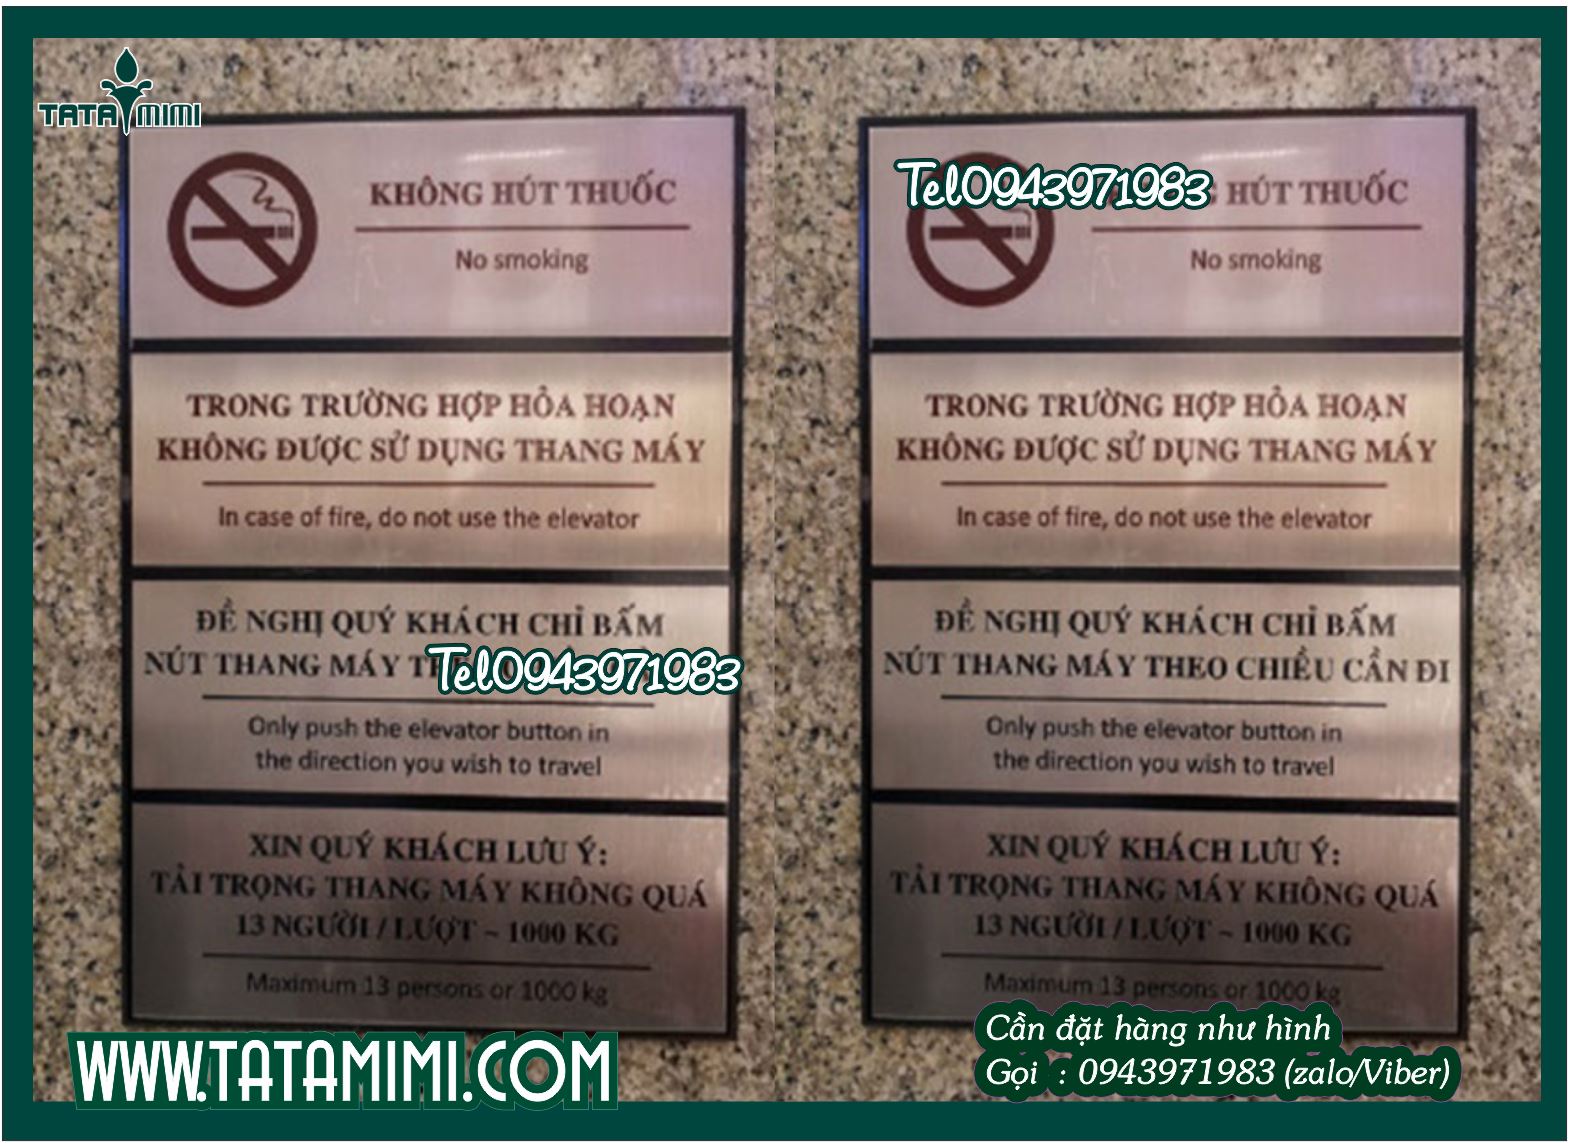 TATA MIMI
KHÔNG HÚT THUỐC
No smoking
TRONG TRƯỜNG HỢP HỎA HOẠN
KHÔNG ĐƯỢC SỬ DỤNG THANG MÁY
In case of fire, do not use the elevator
ĐỀ NGHỊ QUÝ KHÁCH CHỈ BẤM
NÚT THANG MÁY
Tel0943971983
Only push the elevator button in
the direction you wish to travel
XIN QUÝ KHÁCH LƯU Ý:
TẢI TRỌNG THANG MÁY KHÔNG QUÁ
13 NGƯỜI / LƯỢT ~ 1000 KG
Maximum 13 persons or 1000 kg
WWW.TATAMIMI.COM
Tel0943971983
HÚT THUỐC
No smoking
TRONG TRƯỜNG HỢP HỎA HOẠN
KHÔNG ĐƯỢC SỬ DỤNG THANG MÁY
In case of fire, do not use the elevator
ĐỀ NGHỊ QUÝ KHÁCH CHỈ BẤM
NÚT THANG MÁY THEO CHIỀU CẦN ĐI
Only push the elevator button in
the direction you wish to travel
XIN QUÝ KHÁCH LƯU Ý:
TẢI TRỌNG THANG MÁY KHÔNG QUÁ
13 NGƯỜI / LƯỢT ~ 1000 KG
Maximum 13 persons or 1000 kg
Cần đặt hàng như hình
Gọi : 0943971983 (zalo/Viber)